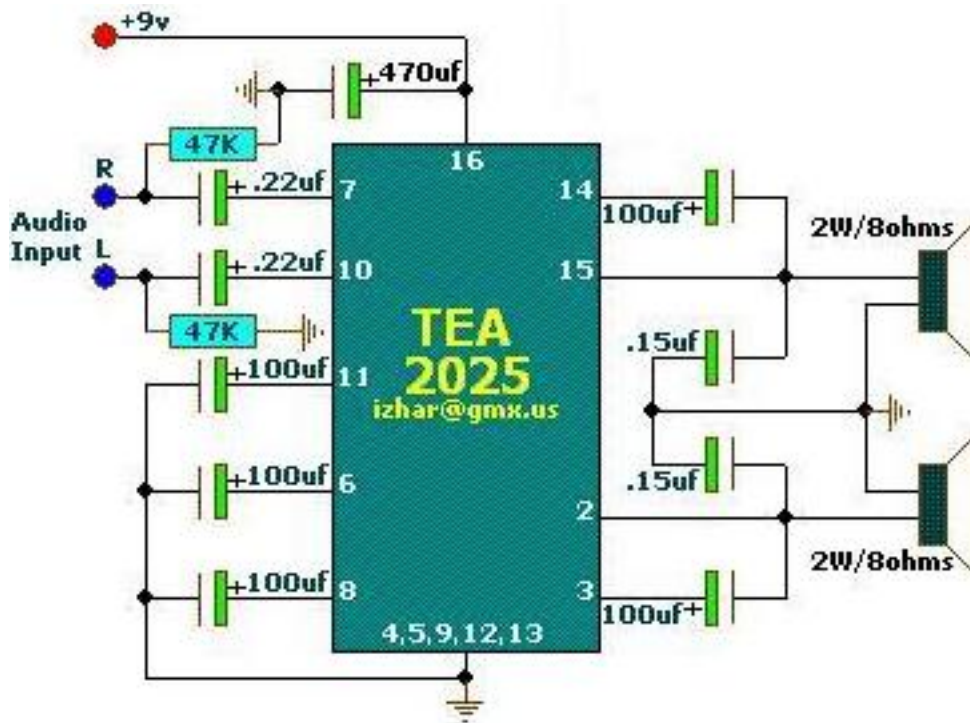 +9v
+470uf
47K
16
R
+.22uf
7
14
100uf+
2W/8ohms
Audio
Input
L
+.22uf
10
15
47K
TEA
2025
izhar@gmx.us
.15uf
+100uf
11
+100uf
6
.15uf
2
2W/8ohms
+100uf
8
3
100uf+
4,5,9,12,13